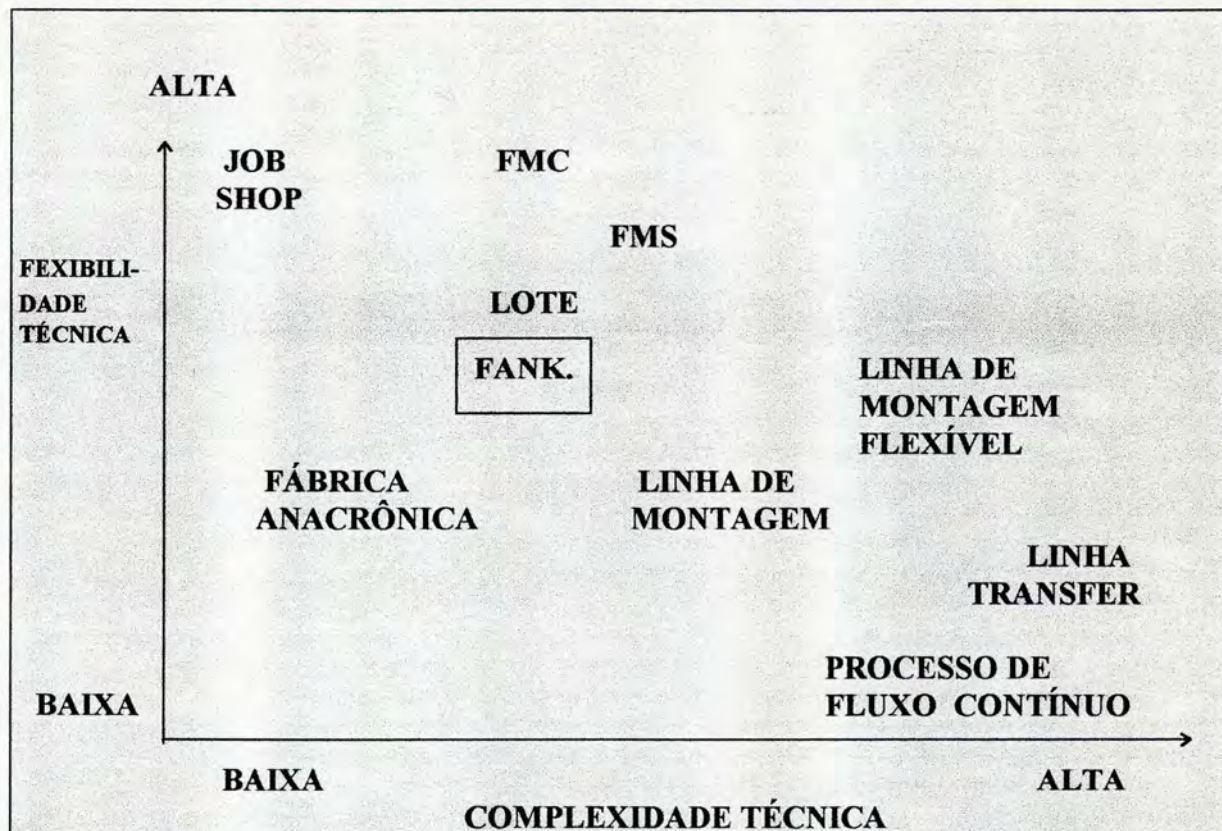 ALTA
JOB
SHOP
FMC
FMS
FEXIBILI-
DADE
TÉCNICA
LOTE
FANK.
LINHA DE
MONTAGEM
FLEXÍVEL
FÁBRICA
ANACRÔNICA
LINHA DE
MONTAGEM
LINHA
TRANSFER
PROCESSO DE
FLUXO CONTÍNUO
BAIXA
BAIXA
ALTA
COMPLEXIDADE TÉCNICA